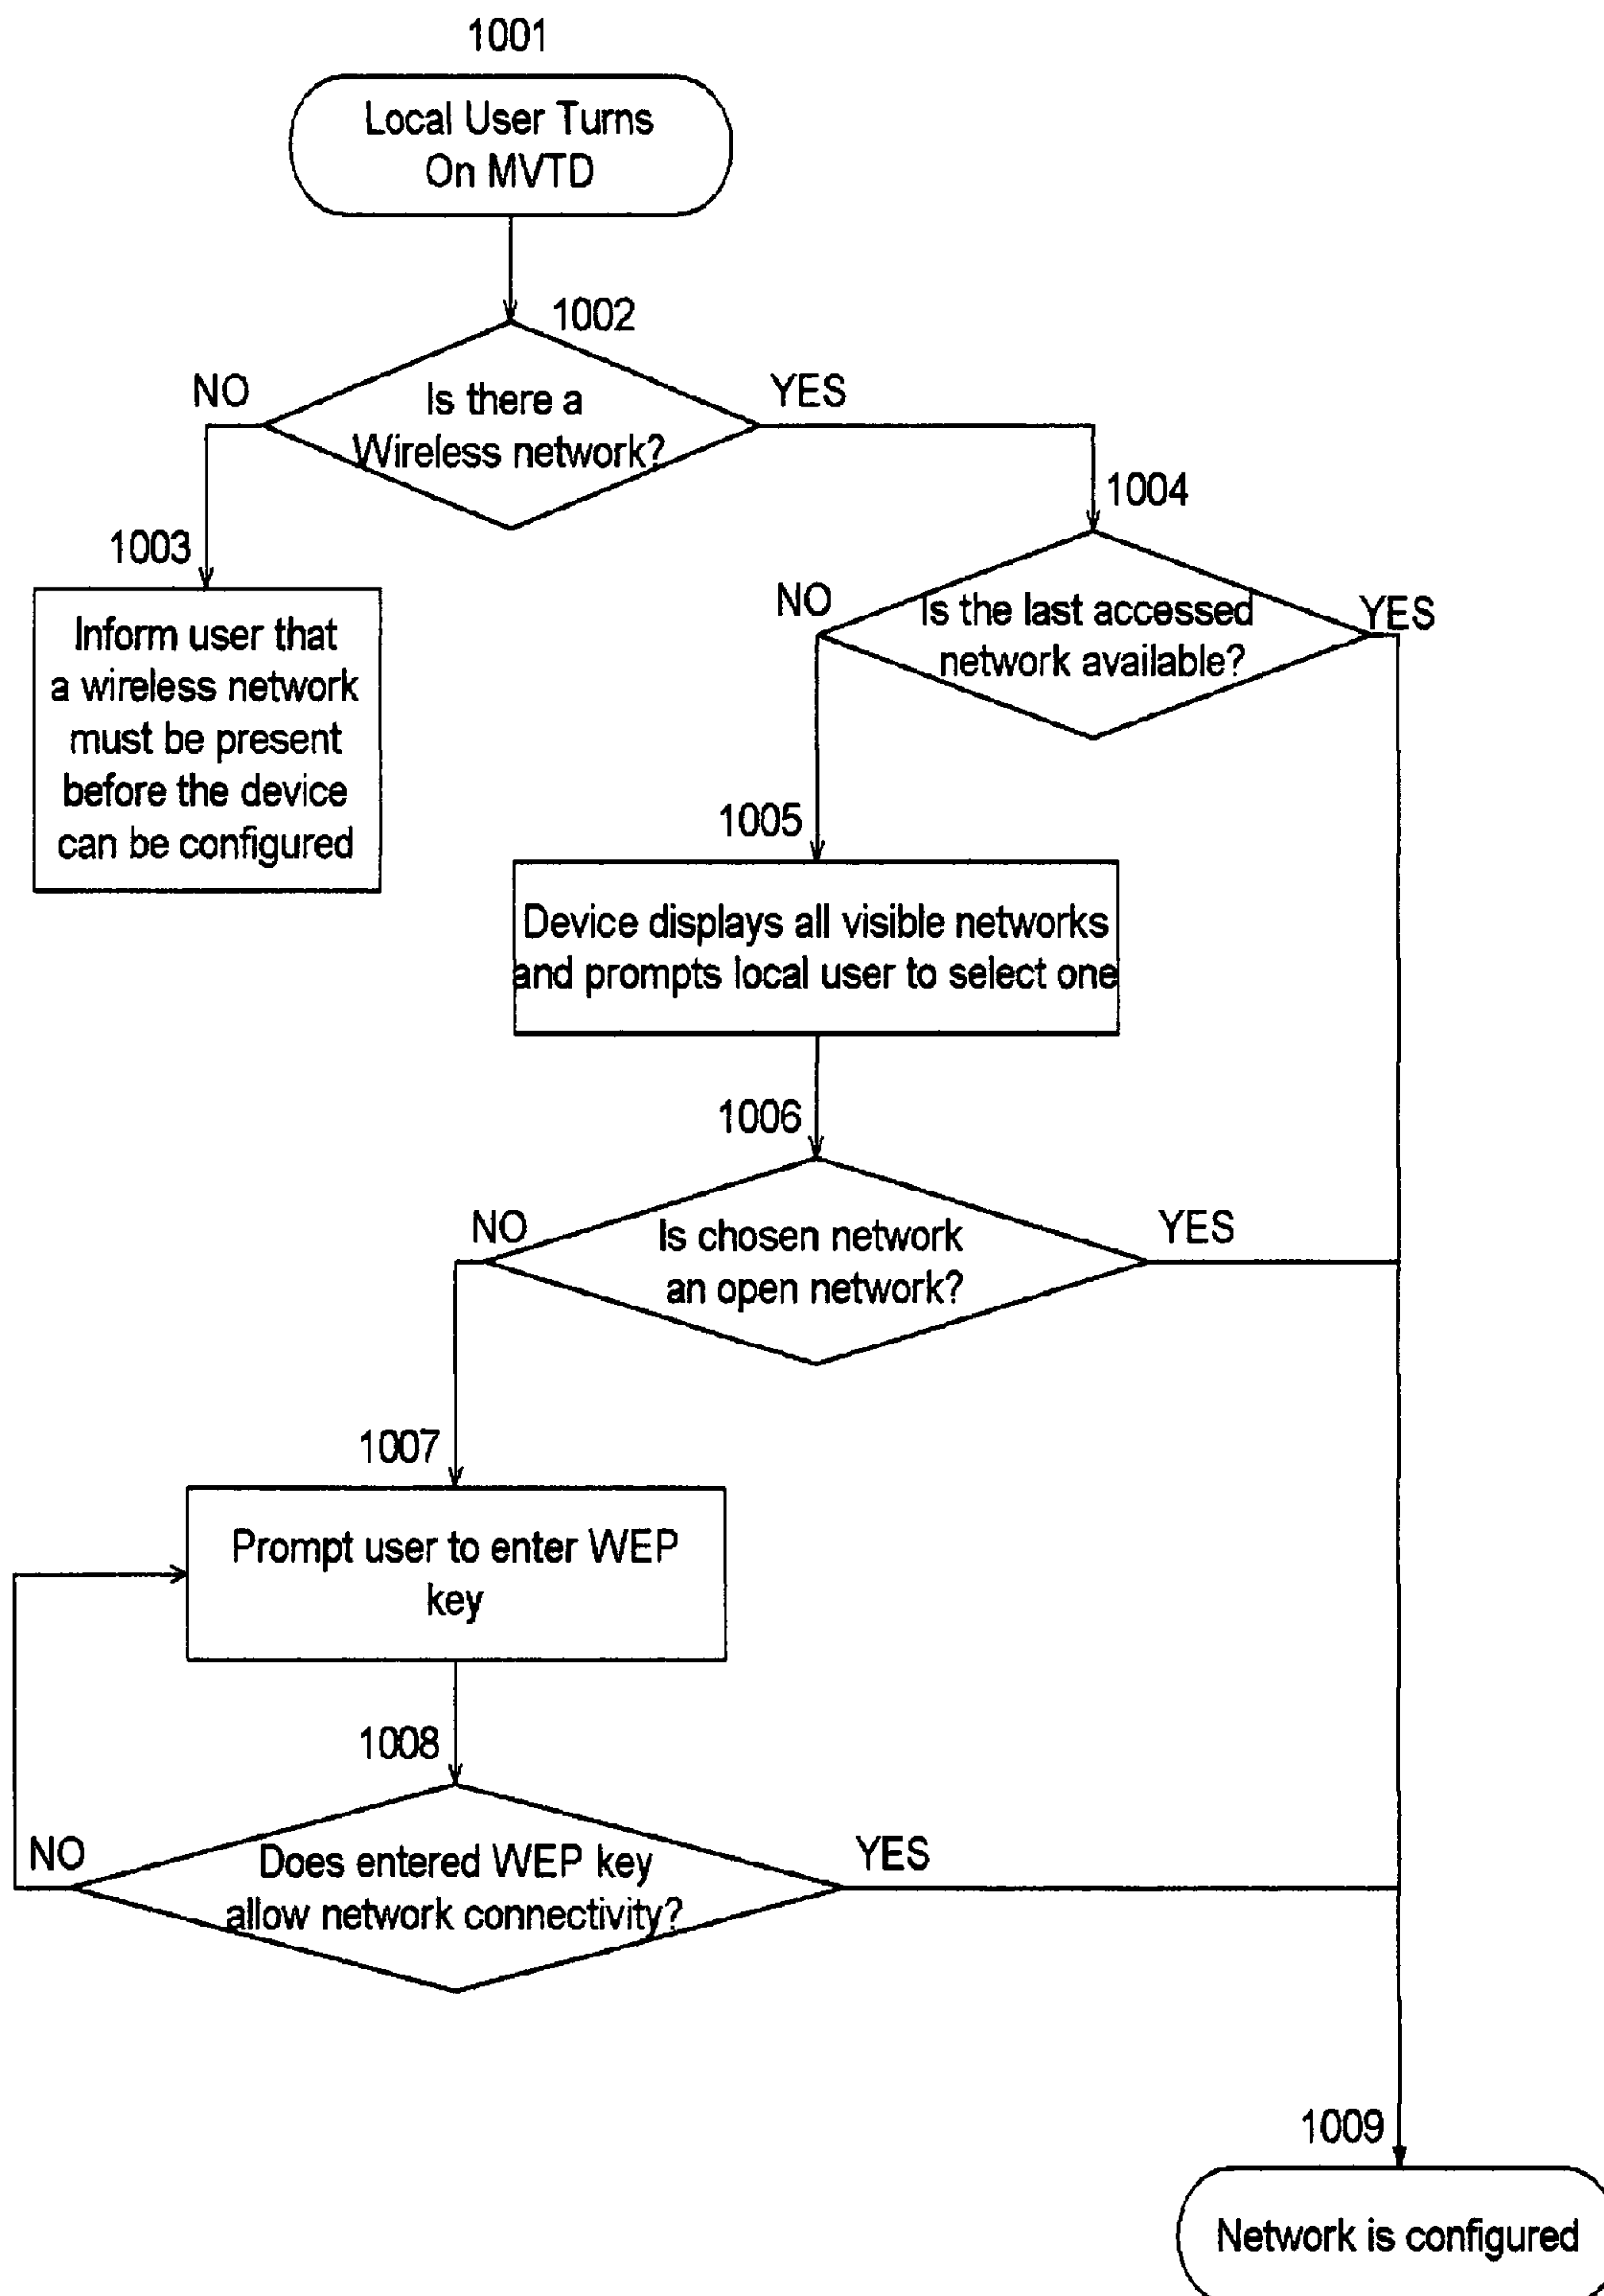 1001
Local User Turns
On MVTD
1002
NO
YES
Is there a
Wireless network?
1003
1004
Inform user that
a wireless network
must be present
before the device
can be configured
NO
YES
Is the last accessed
network available?
1005
Device displays all visible networks
and prompts local user to select one
1006
NO
YES
Is chosen network
an open network?
1007
Prompt user to enter WEP
key
1008
NO
YES
Does entered WEP key
allow network connectivity?
1009
Network is configured